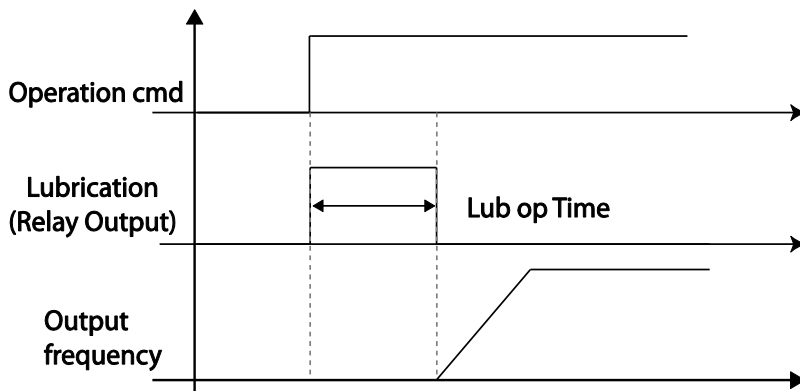 Operation cmd
Lubrication
(Relay Output)
Lub op Time
Output
frequency